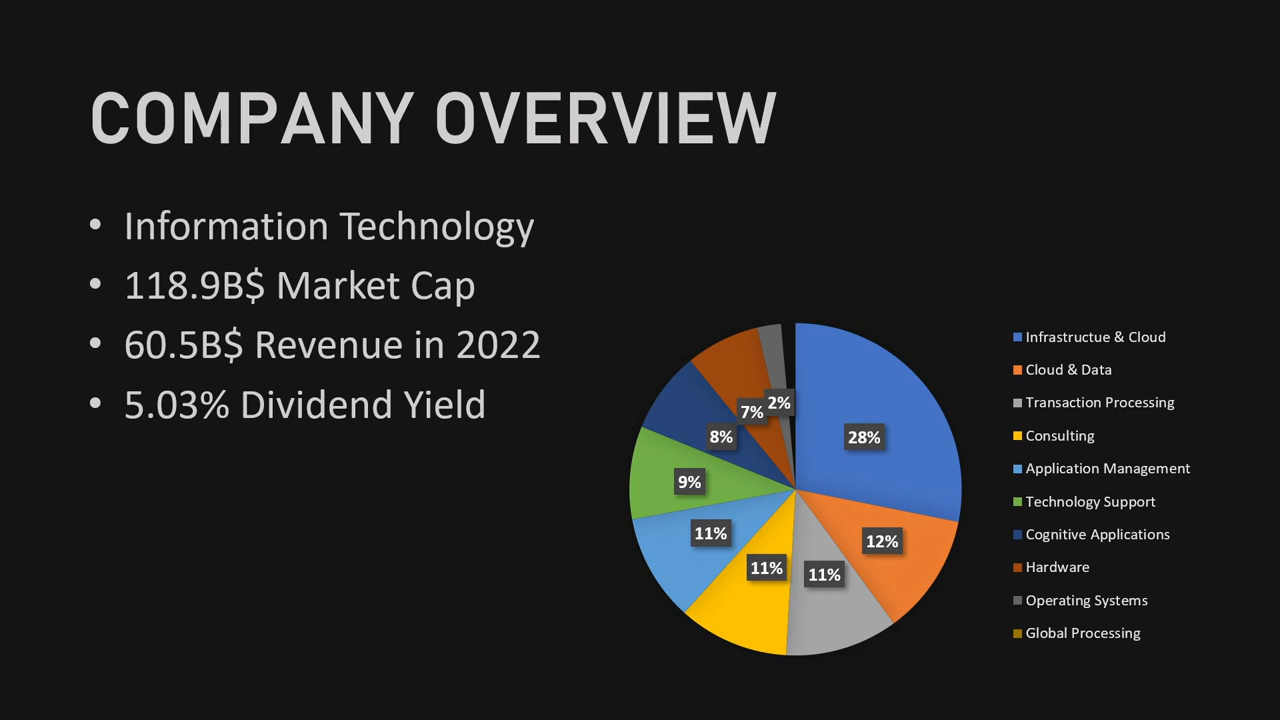 COMPANY OVERVIEW
• Information Technology
• 118.9B$ Market Cap
• 60.5B$ Revenue in 2022
• 5.03% Dividend Yield
28%
12%
11%
11%
11%
9%
8%
7%
2%
Infrastructue & Cloud
Cloud & Data
Transaction Processing
Consulting
Application Management
Technology Support
Cognitive Applications
Hardware
Operating Systems
Global Processing